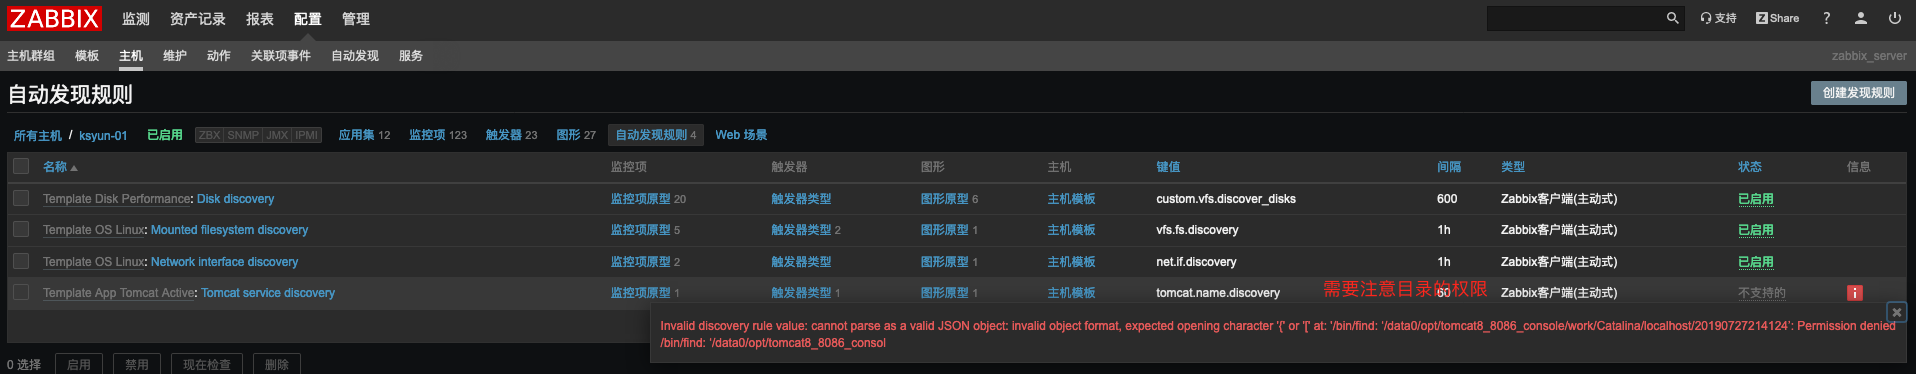 ZABBIX 监测 资产记录 报表 配置 管理 支持 Z Share ?
主机群组 模板 主机 维护 动作 关联项事件 自动发现 服务 zabbix_server
自动发现规则 创建发现规则
所有主机 / ksyun-01 已启用 ZBX SNMP JMX IPMI 应用集 12 监控项 123 触发器 23 图形 27 自动发现规则 4 Web 场景
名称 监控项 触发器 图形 主机 键值 间隔 类型 状态 信息
Template Disk Performance: Disk discovery 监控项原型 20 触发器类型 图形原型 6 主机模板 custom.vfs.discover_disks 600 Zabbix客户端(主动式) 已启用
Template OS Linux: Mounted filesystem discovery 监控项原型 5 触发器类型 2 图形原型 1 主机模板 vfs.fs.discovery 1h Zabbix客户端(主动式) 已启用
Template OS Linux: Network interface discovery 监控项原型 2 触发器类型 图形原型 1 主机模板 net.if.discovery 1h Zabbix客户端(主动式) 已启用
需要注意目录的权限
Template App Tomcat Active: Tomcat service discovery 监控项原型 1 触发器类型 1 图形原型 1 主机模板 tomcat.name.discovery 60 Zabbix客户端(主动式) 不支持的 i
Invalid discovery rule value: cannot parse as a valid JSON object: invalid object format, expected opening character '{' or '[' at: '/bin/find: '/data0/opt/tomcat8_8086_console/work/Catalina/localhost/20190727214124': Permission denied
/bin/find: '/data0/opt/tomcat8_8086_consol
0 选择 启用 禁用 现在检查 删除